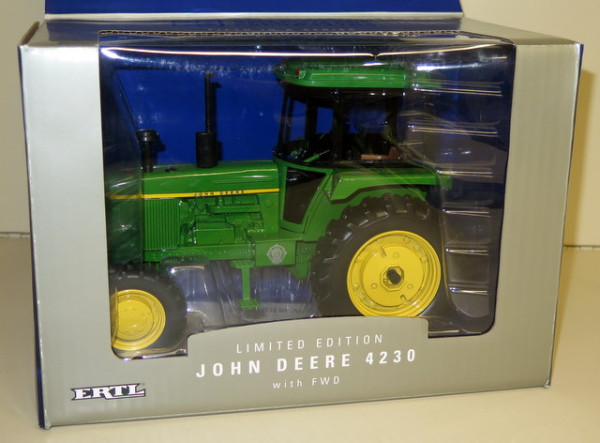 JOHN DEERE
LIMITED EDITION
JOHN DEERE 4230
with FWD
ERTL